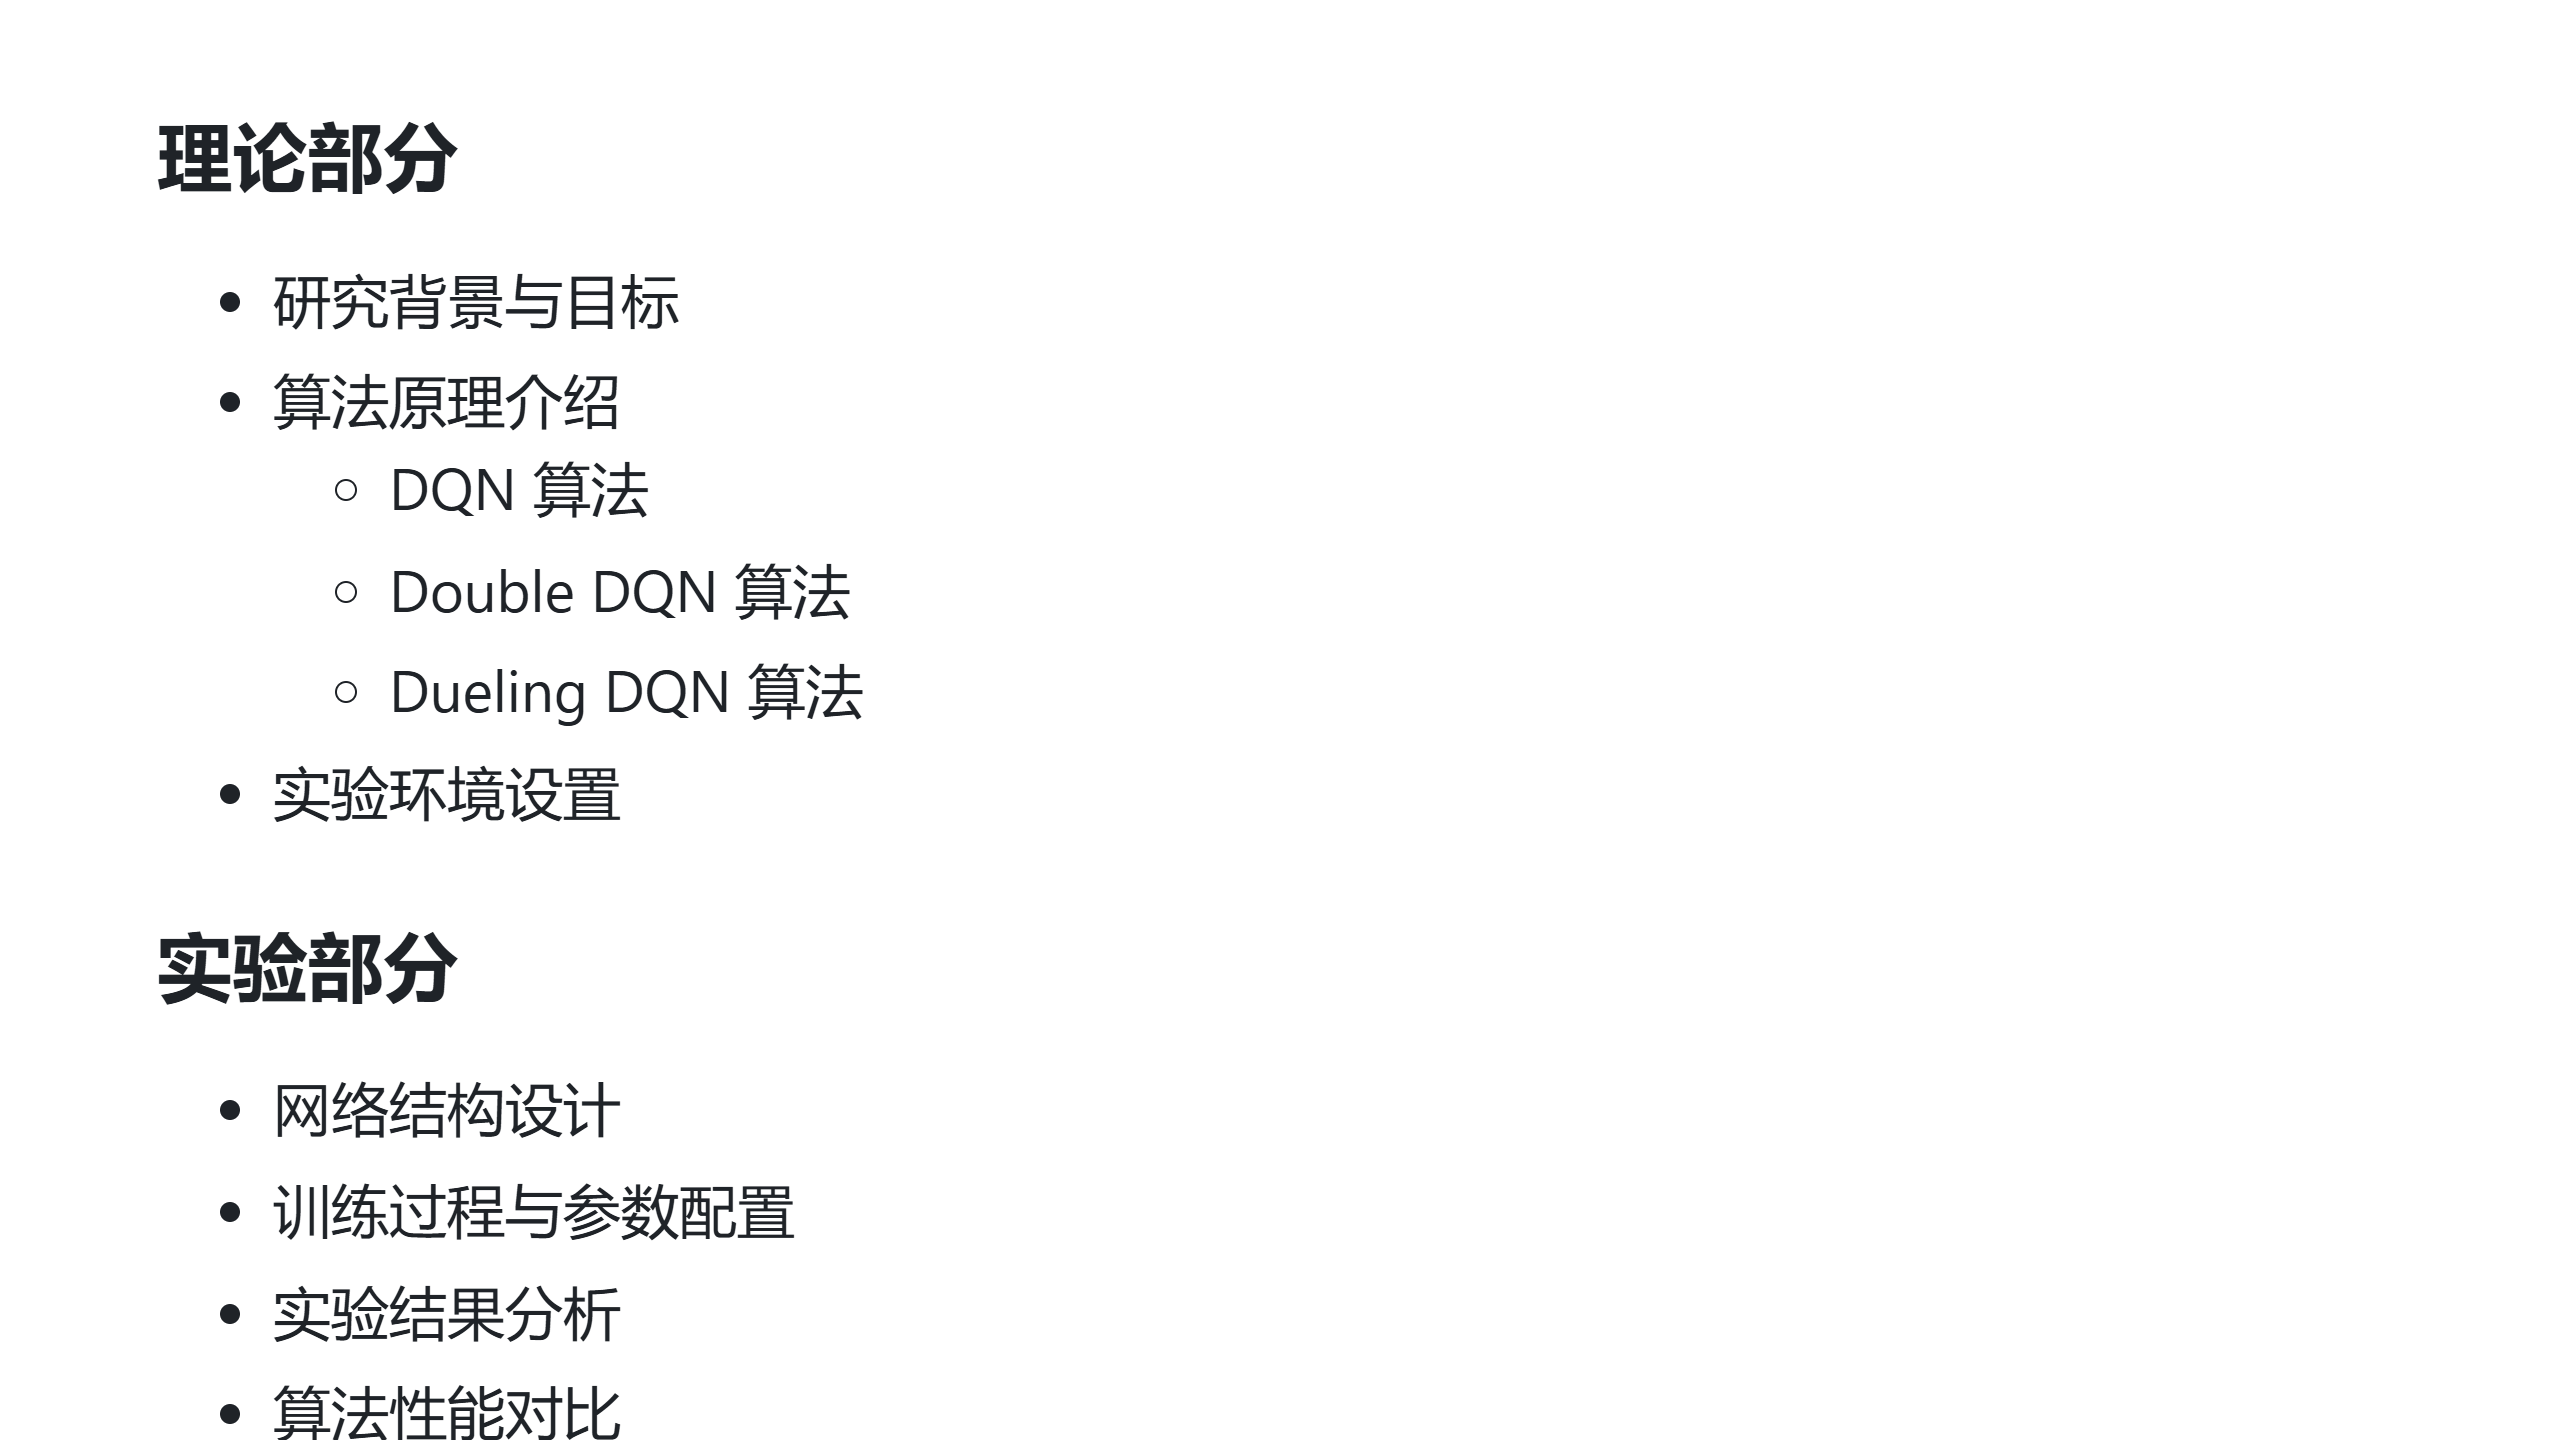 理论部分
研究背景与目标
算法原理介绍
DQN 算法
Double DQN 算法
Dueling DQN 算法
实验环境设置
实验部分
网络结构设计
训练过程与参数配置
实验结果分析
算法性能对比